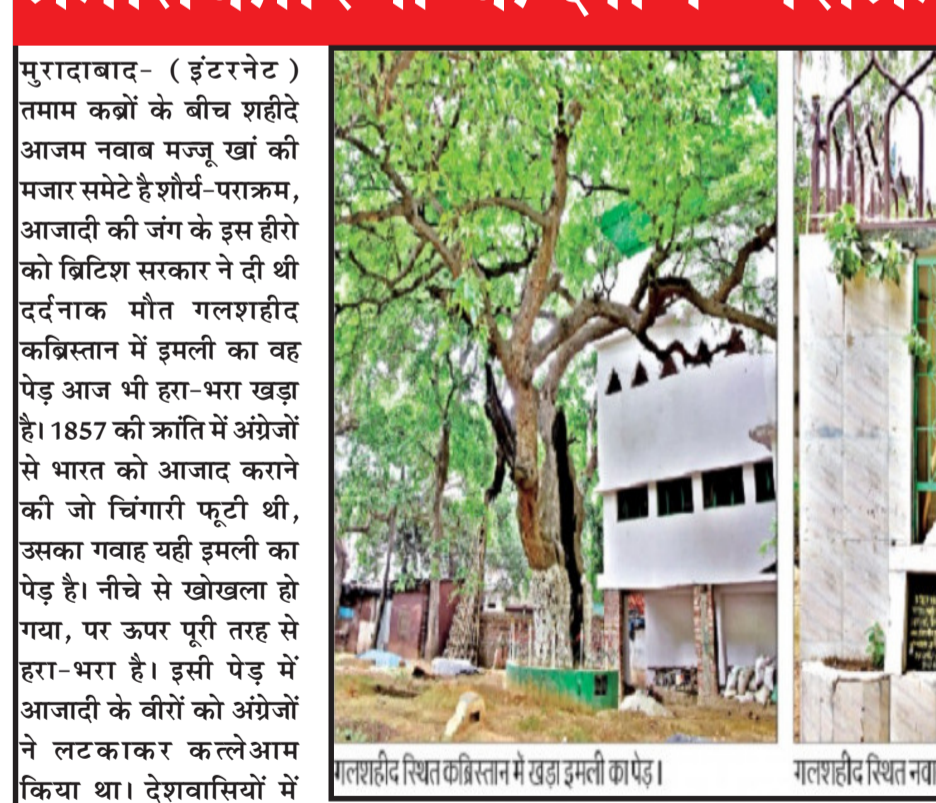 मुरादाबाद- ( इंटरनेट )
तमाम कब्रों के बीच शहीदे
आजम नवाब मज्जू खां की
मजार समेटे है शौर्य-पराक्रम,
आजादी की जंग के इस हीरो
को ब्रिटिश सरकार ने दी थी
दर्दनाक मौत गलशहीद
कब्रिस्तान में इमली का वह
पेड़ आज भी हरा-भरा खड़ा
है। 1857 की क्रांति में अंग्रेजों
से भारत को आजाद कराने
की जो चिंगारी फूटी थी,
उसका गवाह यही इमली का
पेड़ है। नीचे से खोखला हो
गया, पर ऊपर पूरी तरह से
हरा-भरा है। इसी पेड़ में
आजादी के वीरों को अंग्रेजों
ने लटकाकर कत्लेआम
किया था। देशवासियों में
गलशहीद स्थित कब्रिस्तान में खड़ा इमली का पेड़।
गलशहीद स्थित नवा